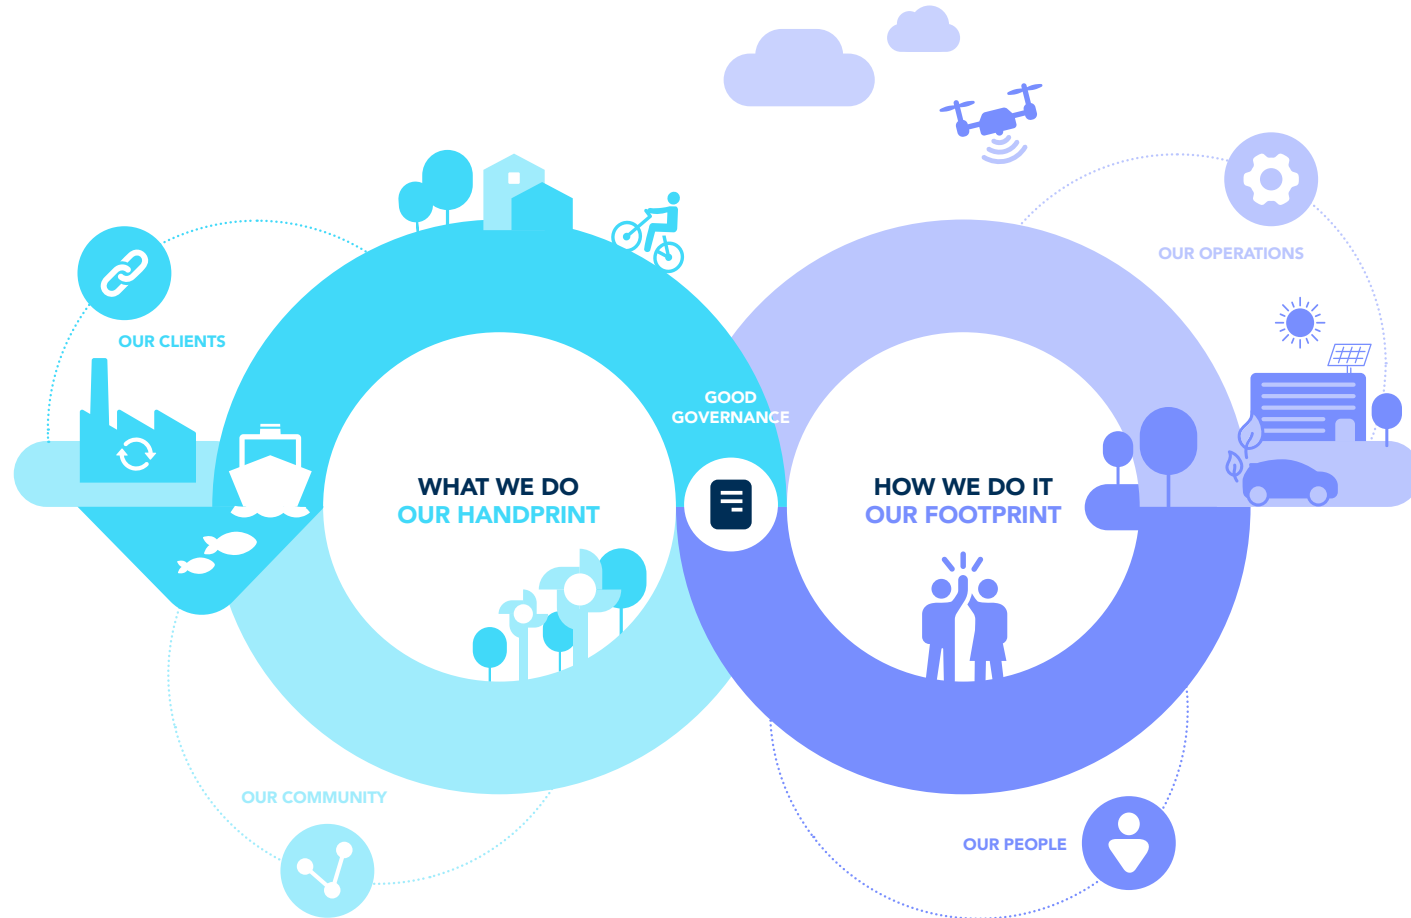 OUR OPERATIONS
OUR CLIENTS
GOOD
GOVERNANCE
WHAT WE DO
OUR HANDPRINT
HOW WE DO IT
OUR FOOTPRINT
OUR COMMUNITY
OUR PEOPLE